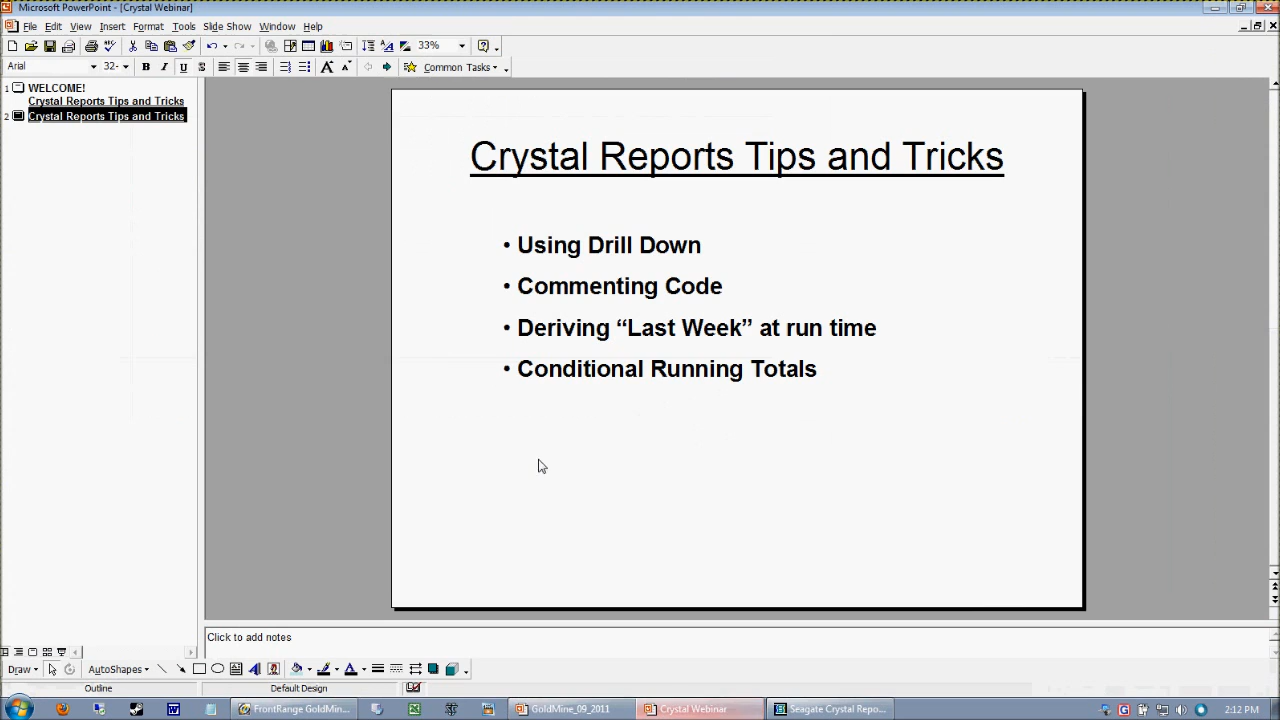 Microsoft PowerPoint - [Crystal Webinar]
File Edit View Insert Format Tools Slide Show Window Help
33%
Arial 32 B I U S A A Common Tasks
1 WELCOME!
Crystal Reports Tips and Tricks
2 Crystal Reports Tips and Tricks
Crystal Reports Tips and Tricks
• Using Drill Down
• Commenting Code
• Deriving “Last Week” at run time
• Conditional Running Totals
Click to add notes
Draw AutoShapes
Outline Default Design
FrontRange GoldMin... GoldMine_09_2011 Crystal Webinar Seagate Crystal Repo... 2:12 PM